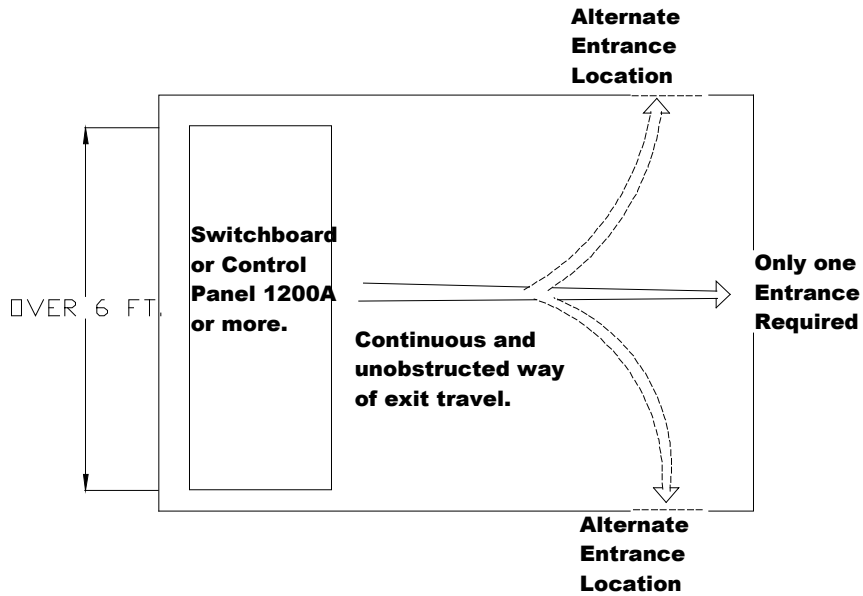 Alternate
Entrance
Location
Switchboard
or Control
Panel 1200A
or more.
OVER 6 FT.
Continuous and
unobstructed way
of exit travel.
Only one
Entrance
Required
Alternate
Entrance
Location